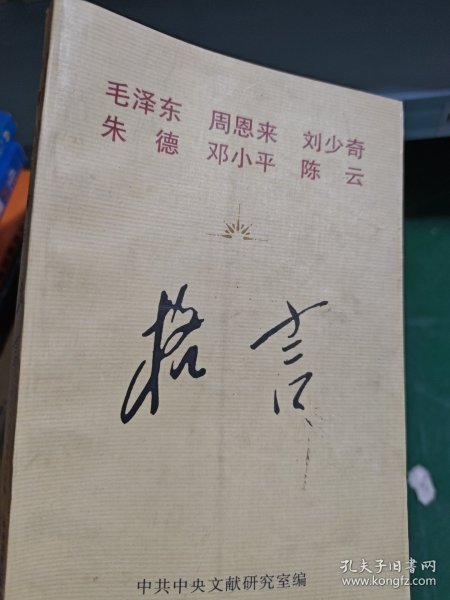 毛泽东 周恩来 刘少奇
朱德 邓小平 陈云
格言
中共中央文献研究室编
孔夫子旧书网
www.kongfz.com